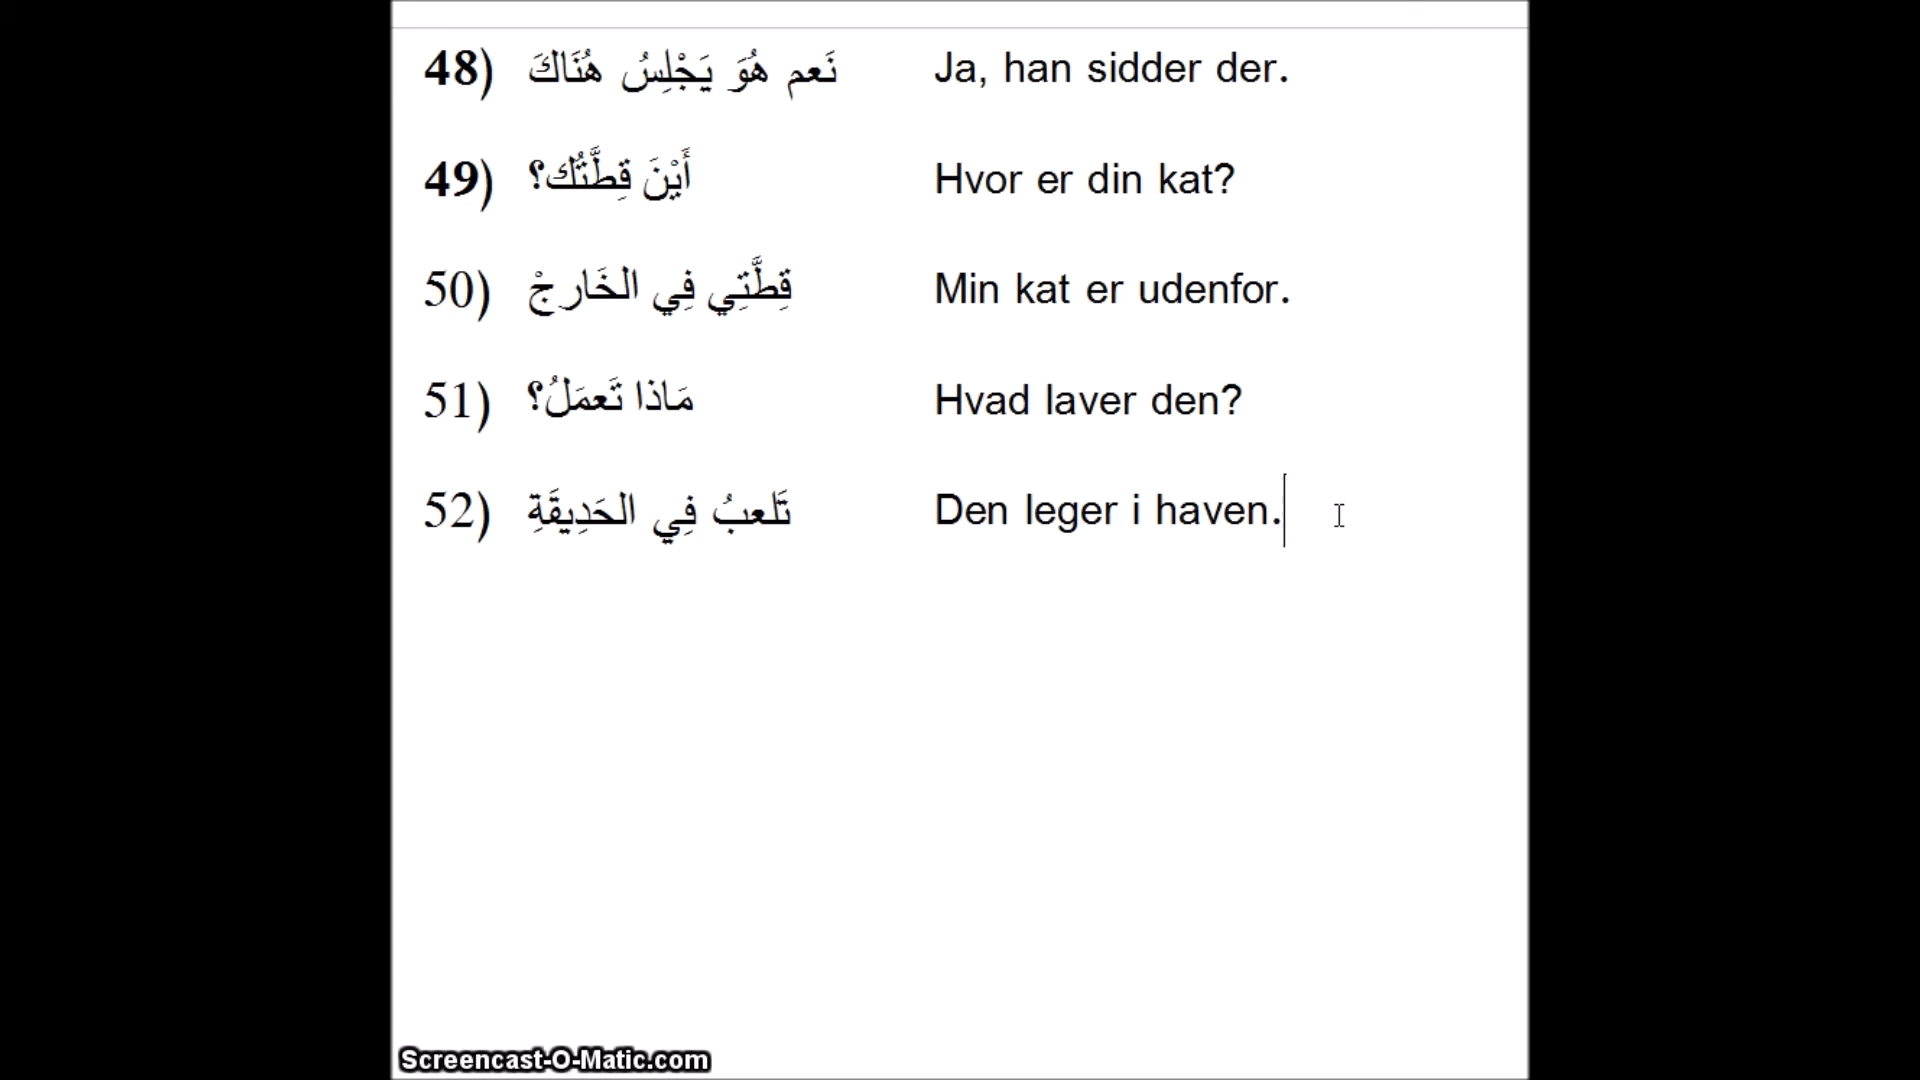 48) نَعم هُوَ يَجْلِسُ هُنَاكَ Ja, han sidder der.
49) أَيْنَ قِطَّتُك؟ Hvor er din kat?
50) قِطَّتِي فِي الخَارجْ Min kat er udenfor.
51) مَاذا تَعمَلُ؟ Hvad laver den?
52) تَلعبُ فِي الحَدِيقَةِ Den leger i haven.
Screencast-O-Matic.com